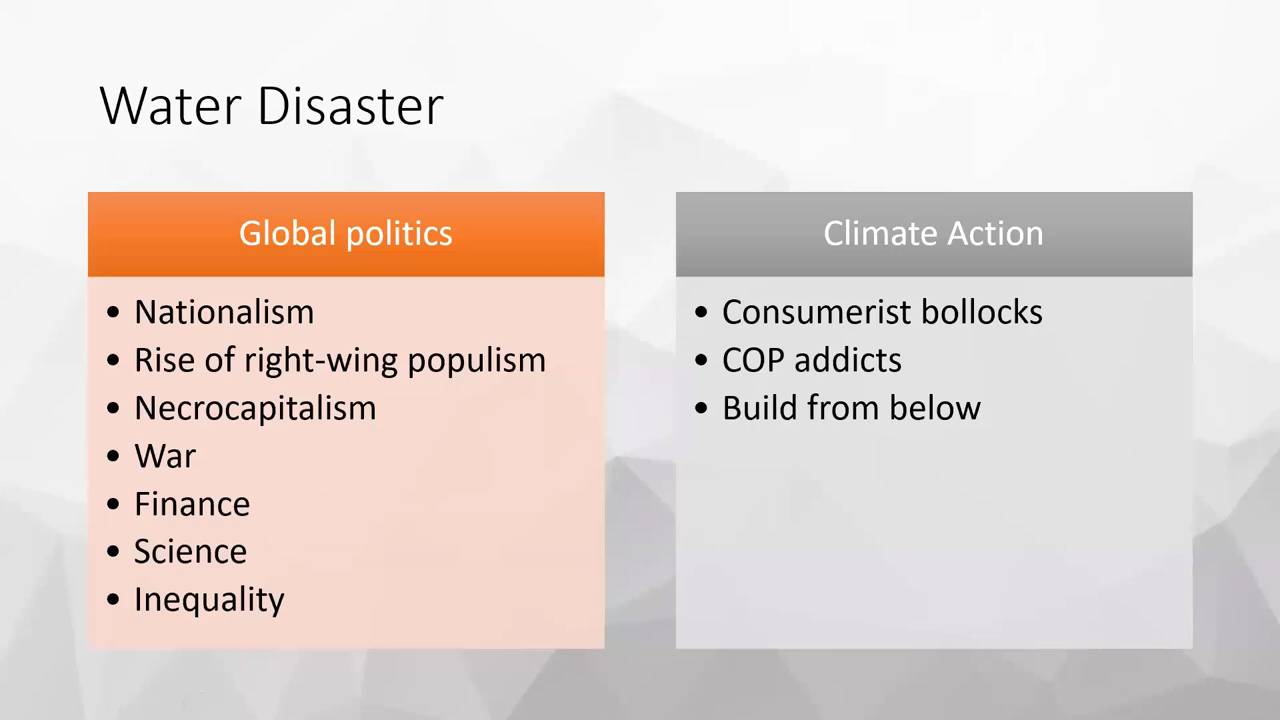 Water Disaster
Global politics
• Nationalism
• Rise of right-wing populism
• Necrocapitalism
• War
• Finance
• Science
• Inequality
Climate Action
• Consumerist bollocks
• COP addicts
• Build from below